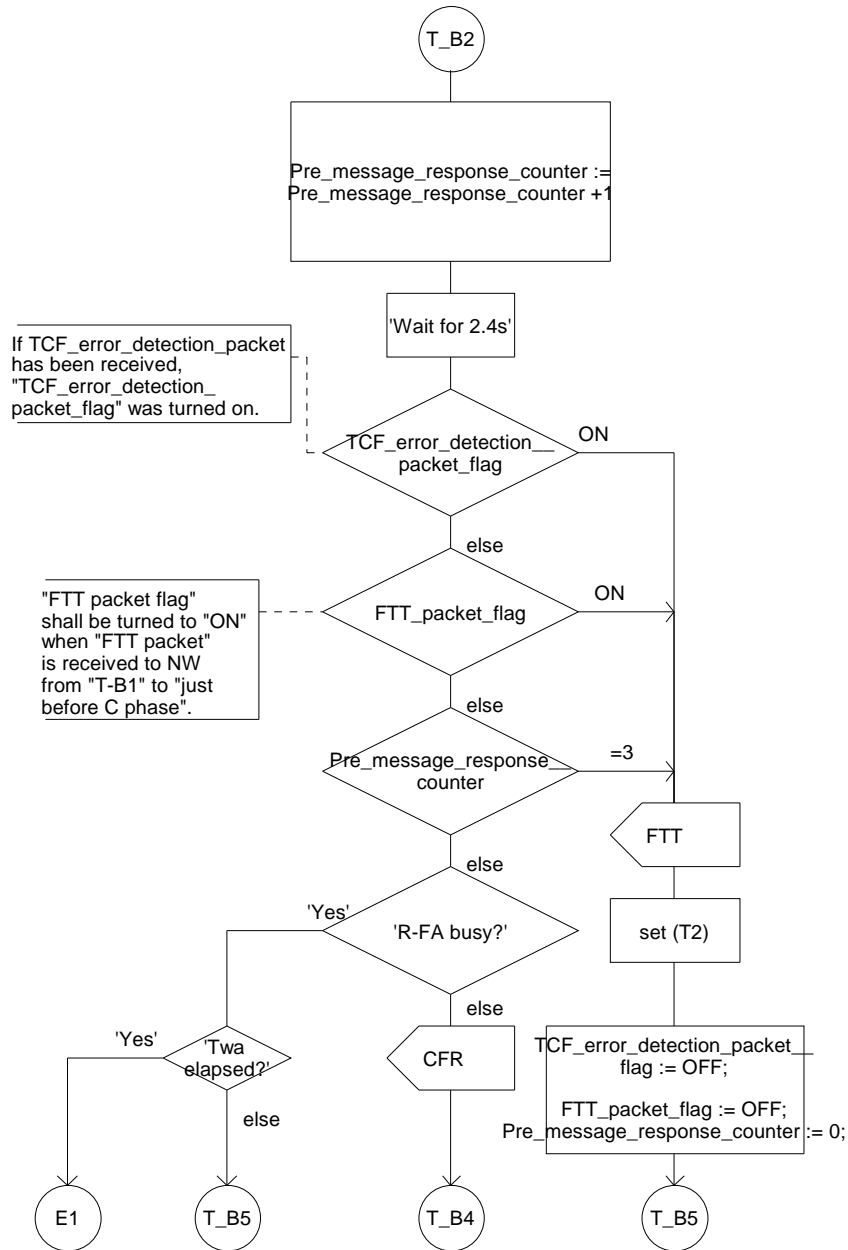 T_B2
Pre_message_response_counter :=
Pre_message_response_counter +1
'Wait for 2.4s'
If TCF_error_detection_packet
has been received,
"TCF_error_detection_
packet_flag" was turned on.
TCF_error_detection__
packet_flag
ON
else
"FTT packet flag"
shall be turned to "ON"
when "FTT packet"
is received to NW
from "T-B1" to "just
before C phase".
FTT_packet_flag
ON
else
Pre_message_response__
counter
=3
FTT
else
'Yes'
'R-FA busy?'
set (T2)
else
'Yes'
'Twa
elapsed?'
CFR
TCF_error_detection_packet__
flag := OFF;
FTT_packet_flag := OFF;
Pre_message_response_counter := 0;
else
E1
T_B5
T_B4
T_B5